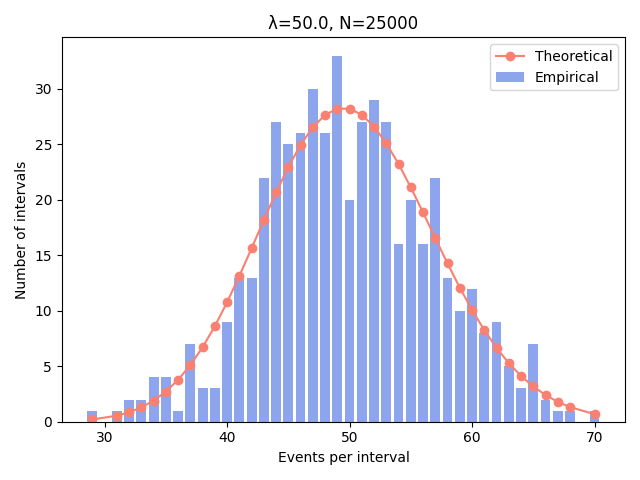 λ=50.0, N=25000
Theoretical
Empirical
Number of intervals
30
25
20
15
10
5
0
30 40 50 60 70
Events per interval